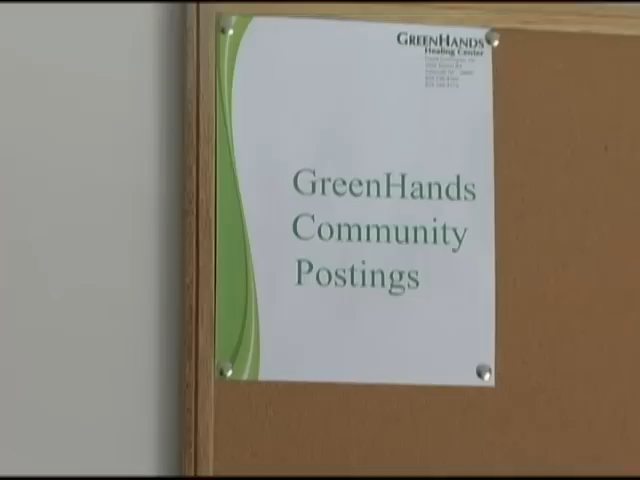 GREENHANDS
Healing Center
GreenHands
Community
Postings